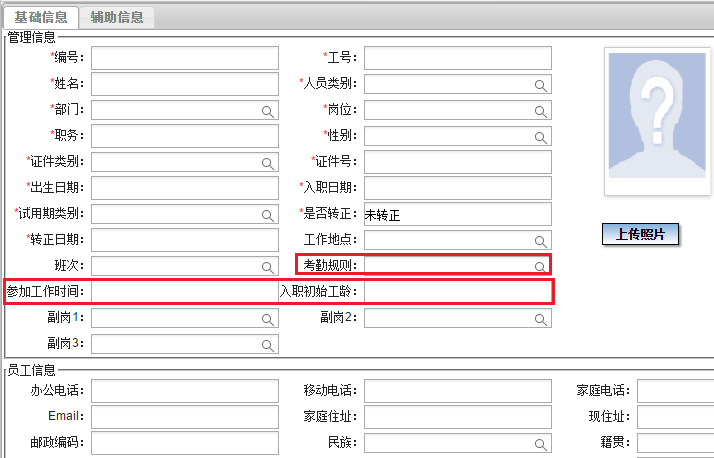 基础信息 辅助信息
管理信息
*编号: *工号:
*姓名: *人员类别:
*部门: *岗位:
*职务: *性别:
*证件类别: *证件号:
*出生日期: *入职日期:
*试用期类别: *是否转正: 未转正
上传照片
*转正日期: 工作地点:
班次: 考勤规则:
参加工作时间: 入职初始工龄:
副岗1: 副岗2:
副岗3:
员工信息
办公电话: 移动电话: 家庭电话:
Email: 家庭住址: 现住址:
邮政编码: 民族: 籍贯: